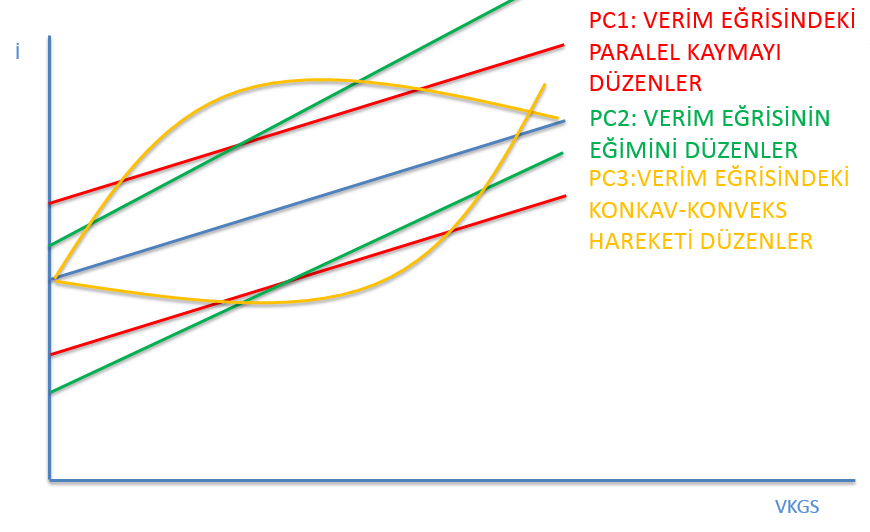 İ
PC1: VERİM EĞRİSİNDEKİ
PARALEL KAYMAYI
DÜZENLER
PC2: VERİM EĞRİSİNİN
EĞİMİNİ DÜZENLER
PC3:VERİM EĞRİSİNDEKİ
KONKAV-KONVEKS
HAREKETİ DÜZENLER
VKGS